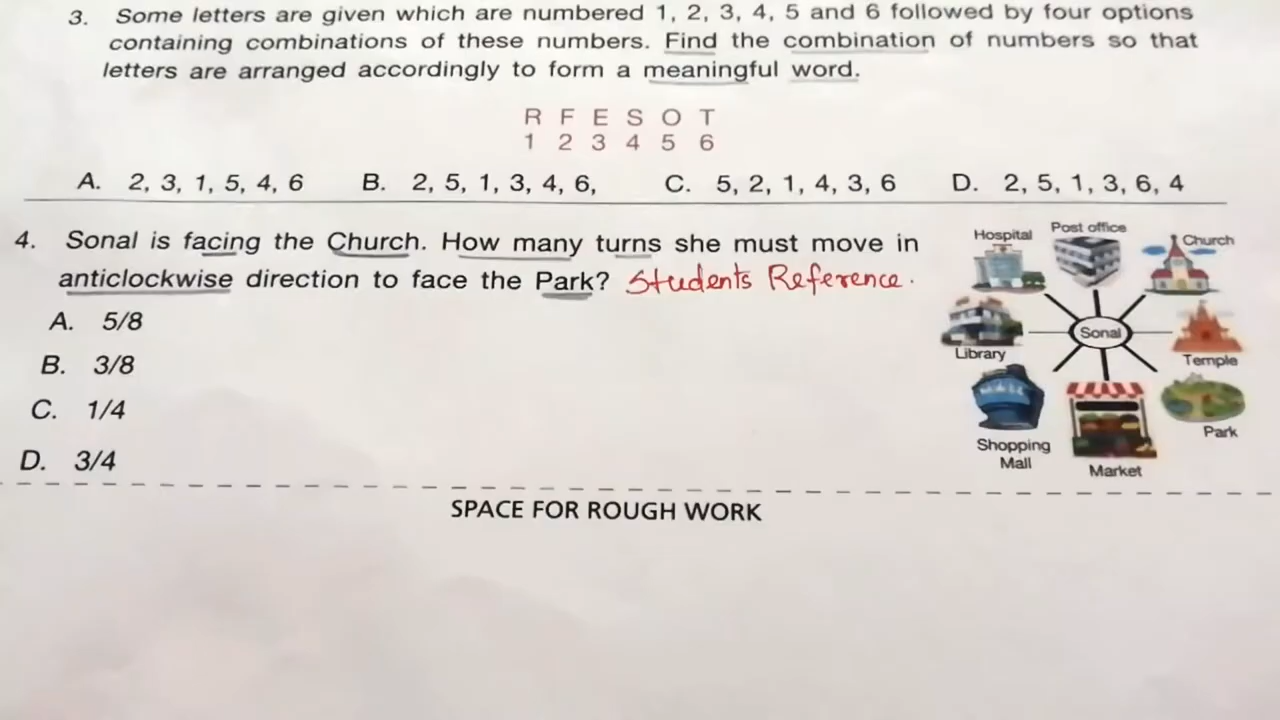 3. Some letters are given which are numbered 1, 2, 3, 4, 5 and 6 followed by four options
containing combinations of these numbers. Find the combination of numbers so that
letters are arranged accordingly to form a meaningful word.
R F E S O T
1 2 3 4 5 6
A. 2, 3, 1, 5, 4, 6 B. 2, 5, 1, 3, 4, 6, C. 5, 2, 1, 4, 3, 6 D. 2, 5, 1, 3, 6, 4
4. Sonal is facing the Church. How many turns she must move in
anticlockwise direction to face the Park? Students Reference.
A. 5/8
B. 3/8
C. 1/4
D. 3/4
Hospital Post office Church
Sonal
Library Temple
MALL
Park
Shopping
Mall
Market
SPACE FOR ROUGH WORK